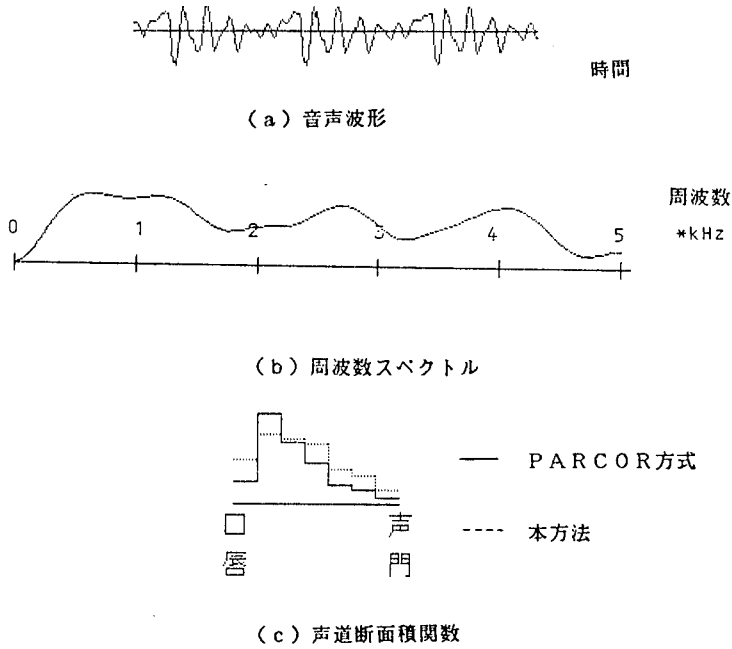 時間
(a)音声波形
周波数
0 1 2 3 4 5 *kHz
(b)周波数スペクトル
PARCOR方式
本方法
口唇
声門
(c)声道断面積関数